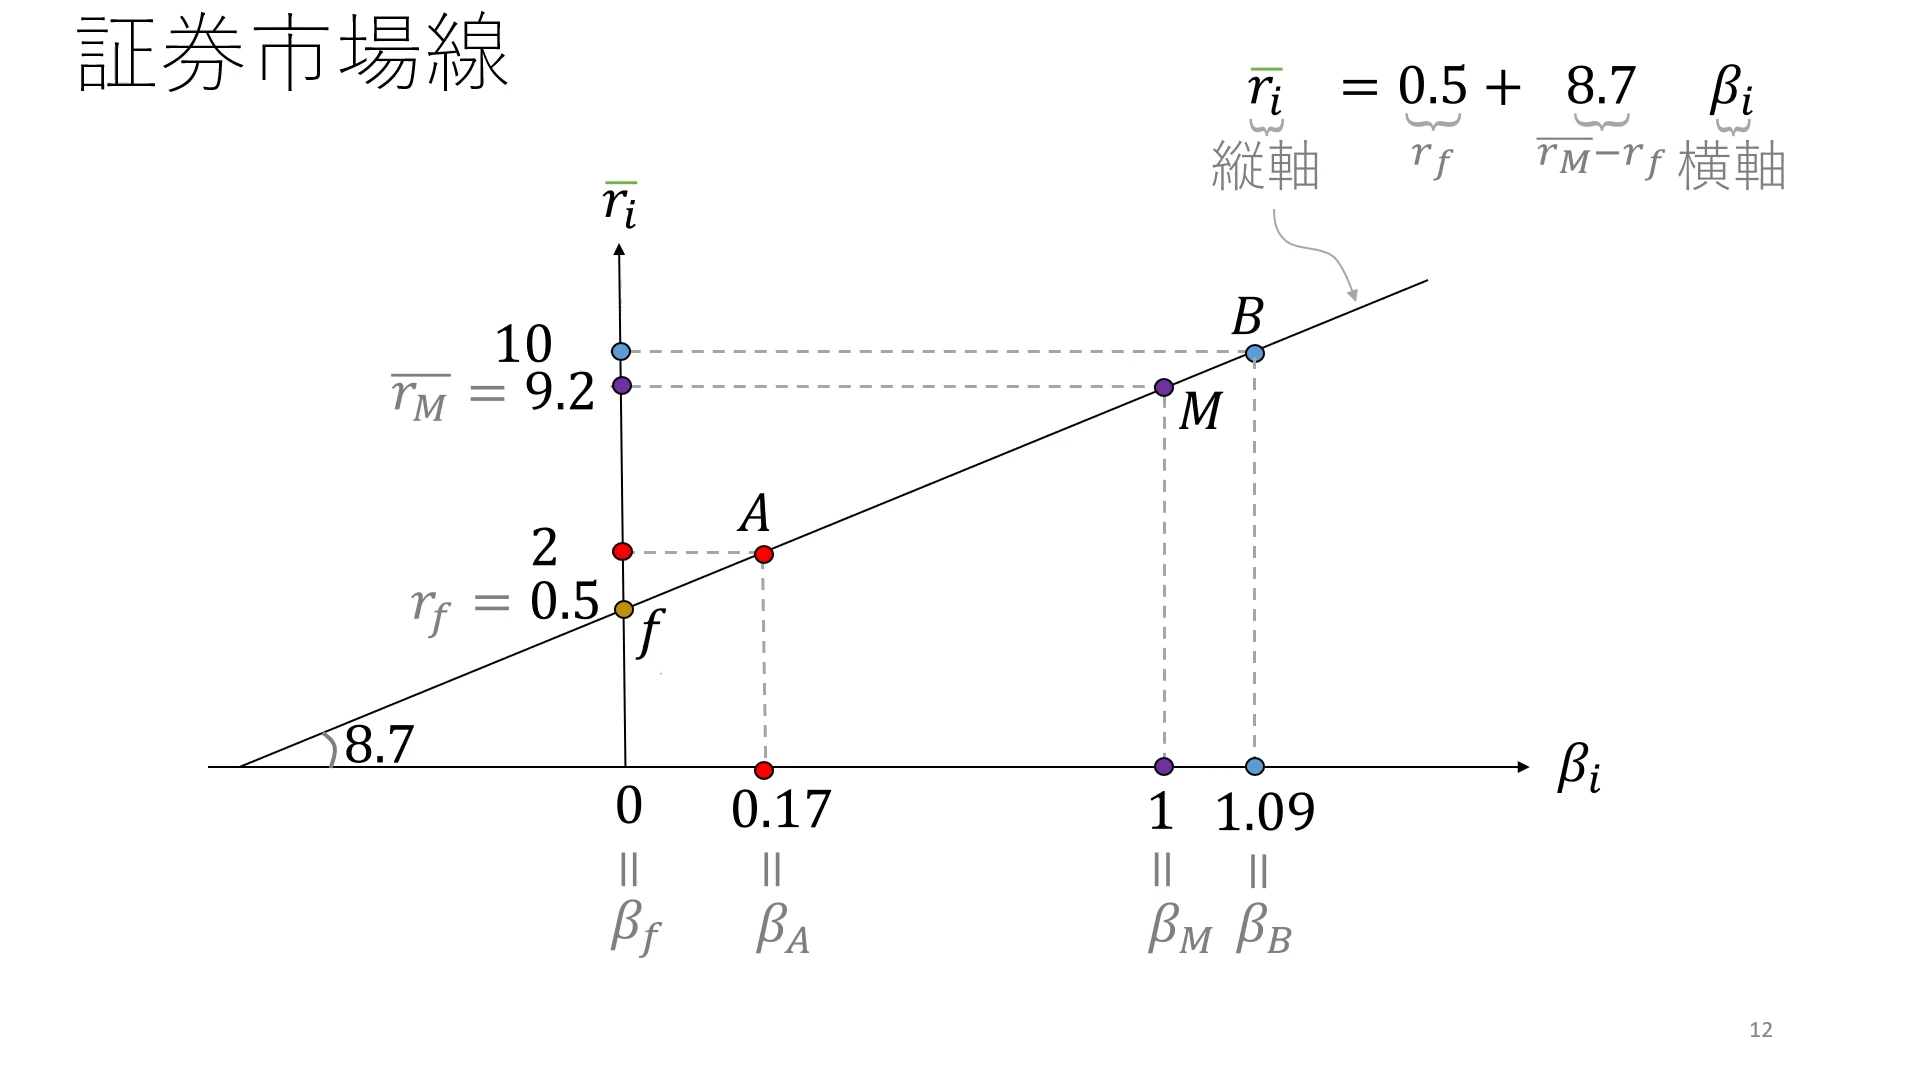 証券市場線
r̅ᵢ = 0.5 + 8.7 βᵢ
縦軸 r_f r̅_M−r_f 横軸
r̅ᵢ
10
r̅_M = 9.2
2
r_f = 0.5
B
M
A
f
8.7
βᵢ
0 0.17 1 1.09
= = = =
β_f β_A β_M β_B
12